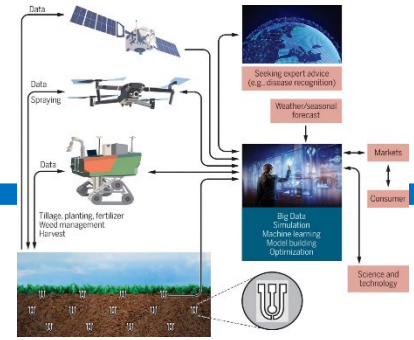 Data
Data
Spraying
Data
Tillage, planting, fertilizer
Weed management
Harvest
Seeking expert advice
(e.g., disease recognition)
Weather/seasonal
forecast
Big Data
Simulation
Machine learning
Model building
Optimization
Markets
Consumer
Science and
technology